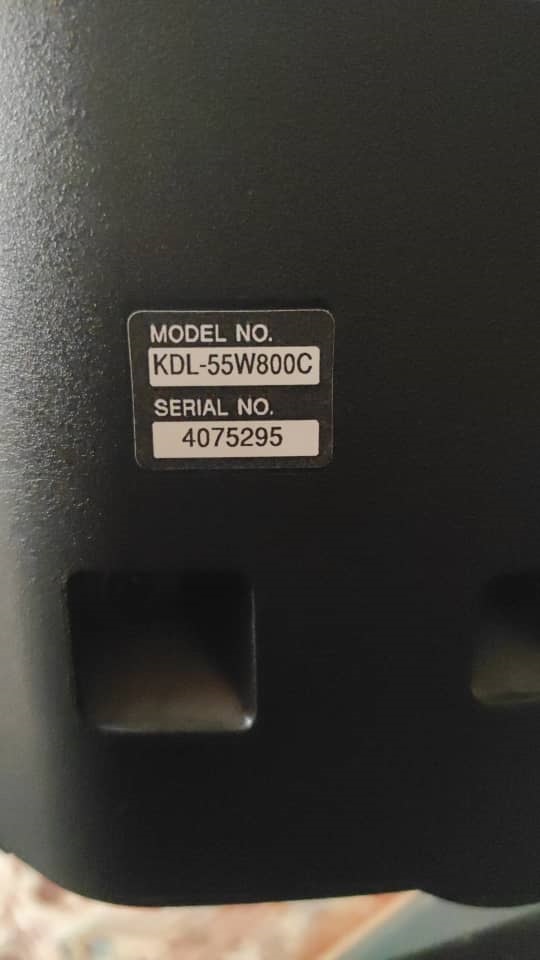 MODEL NO.
KDL-55W800C
SERIAL NO.
4075295